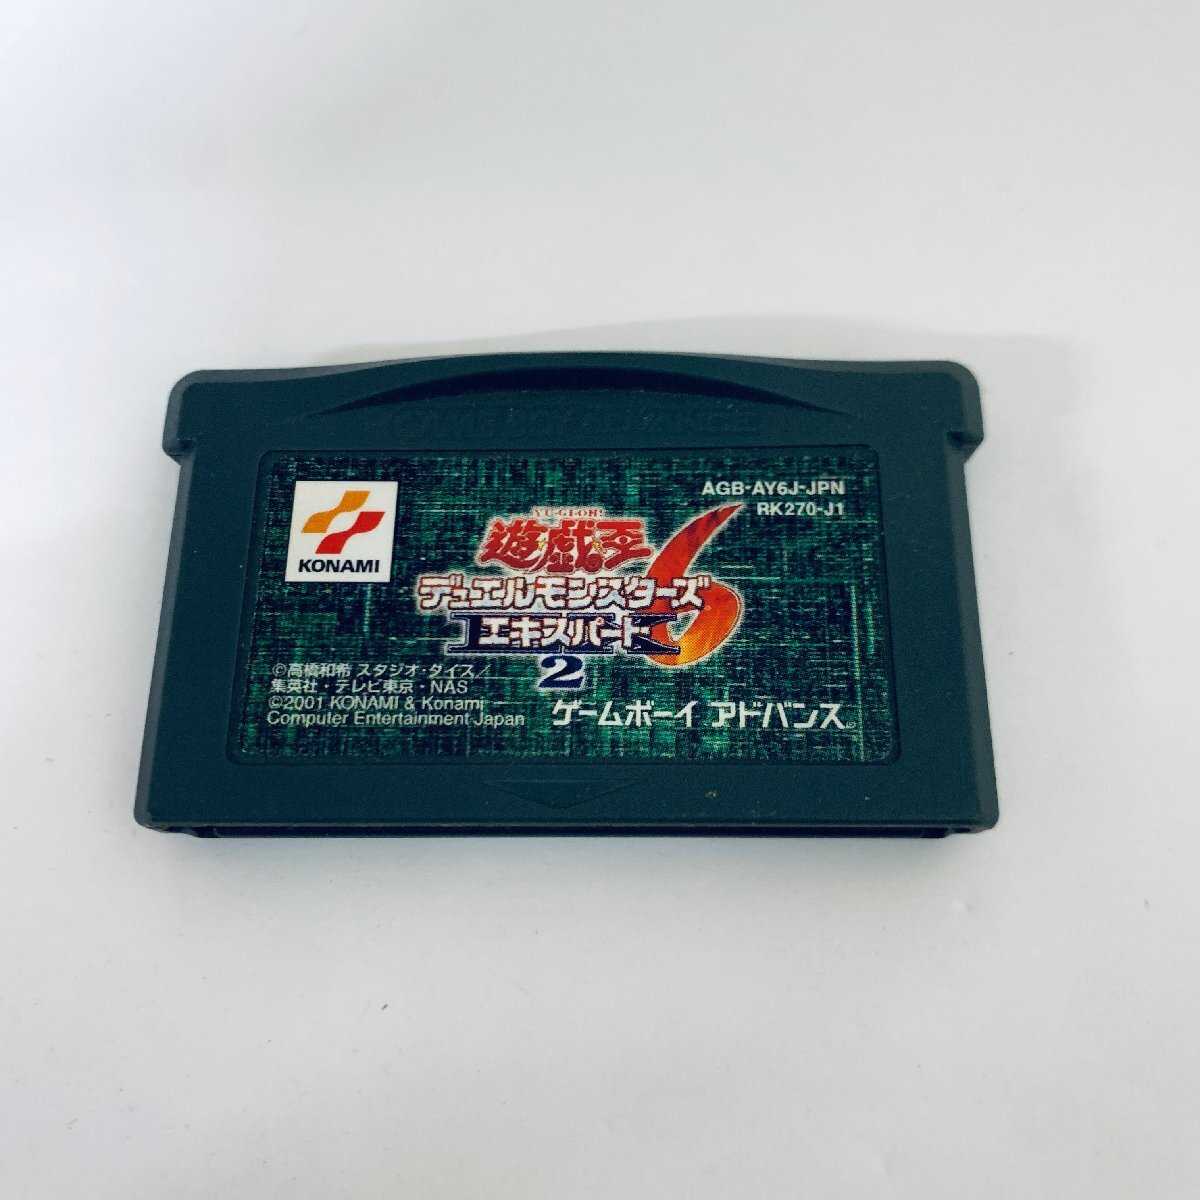 GAME BOY ADVANCE
KONAMI
AGB-AY6J-JPN
RK270-J1
YU-GI-OH!
遊戯王
デュエルモンスターズ 6
エキスパート
2
©高橋和希 スタジオ・ダイス/
集英社・テレビ東京・NAS
©2001 KONAMI & Konami
Computer Entertainment Japan
ゲームボーイ アドバンス